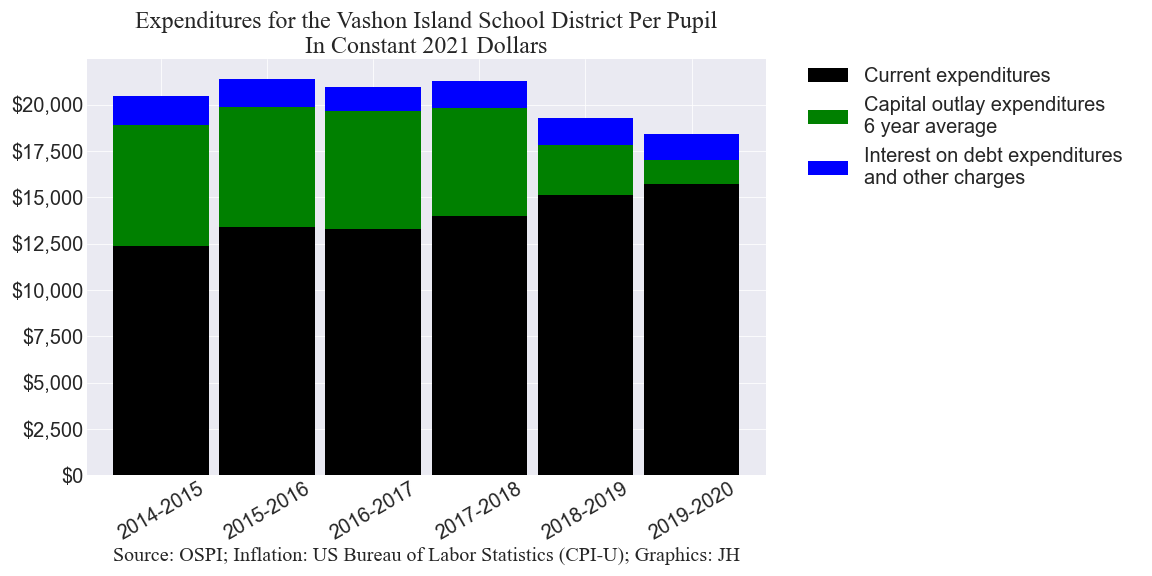 Expenditures for the Vashon Island School District Per Pupil
In Constant 2021 Dollars
$20,000
$17,500
$15,000
$12,500
$10,000
$7,500
$5,000
$2,500
$0
2014-2015
2015-2016
2016-2017
2017-2018
2018-2019
2019-2020
Current expenditures
Capital outlay expenditures
6 year average
Interest on debt expenditures
and other charges
Source: OSPI; Inflation: US Bureau of Labor Statistics (CPI-U); Graphics: JH